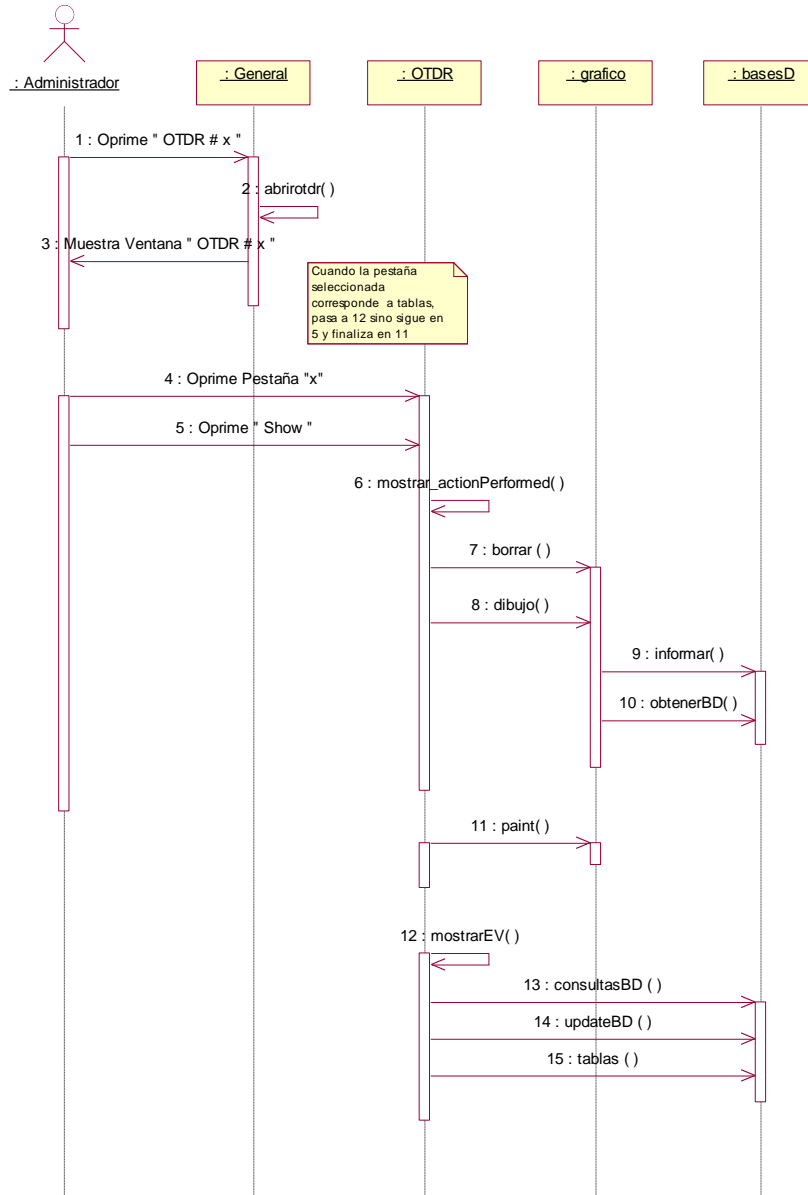 : Administrador
: General
: OTDR
: grafico
: basesD
1 : Oprime " OTDR # x "
2 : abrirotdr( )
3 : Muestra Ventana " OTDR # x "
Cuando la pestaña
seleccionada
corresponde a tablas,
pasa a 12 sino sigue en
5 y finaliza en 11
4 : Oprime Pestaña "x"
5 : Oprime " Show "
6 : mostrar_actionPerformed( )
7 : borrar ( )
8 : dibujo( )
9 : informar( )
10 : obtenerBD( )
11 : paint( )
12 : mostrarEV( )
13 : consultasBD ( )
14 : updateBD ( )
15 : tablas ( )